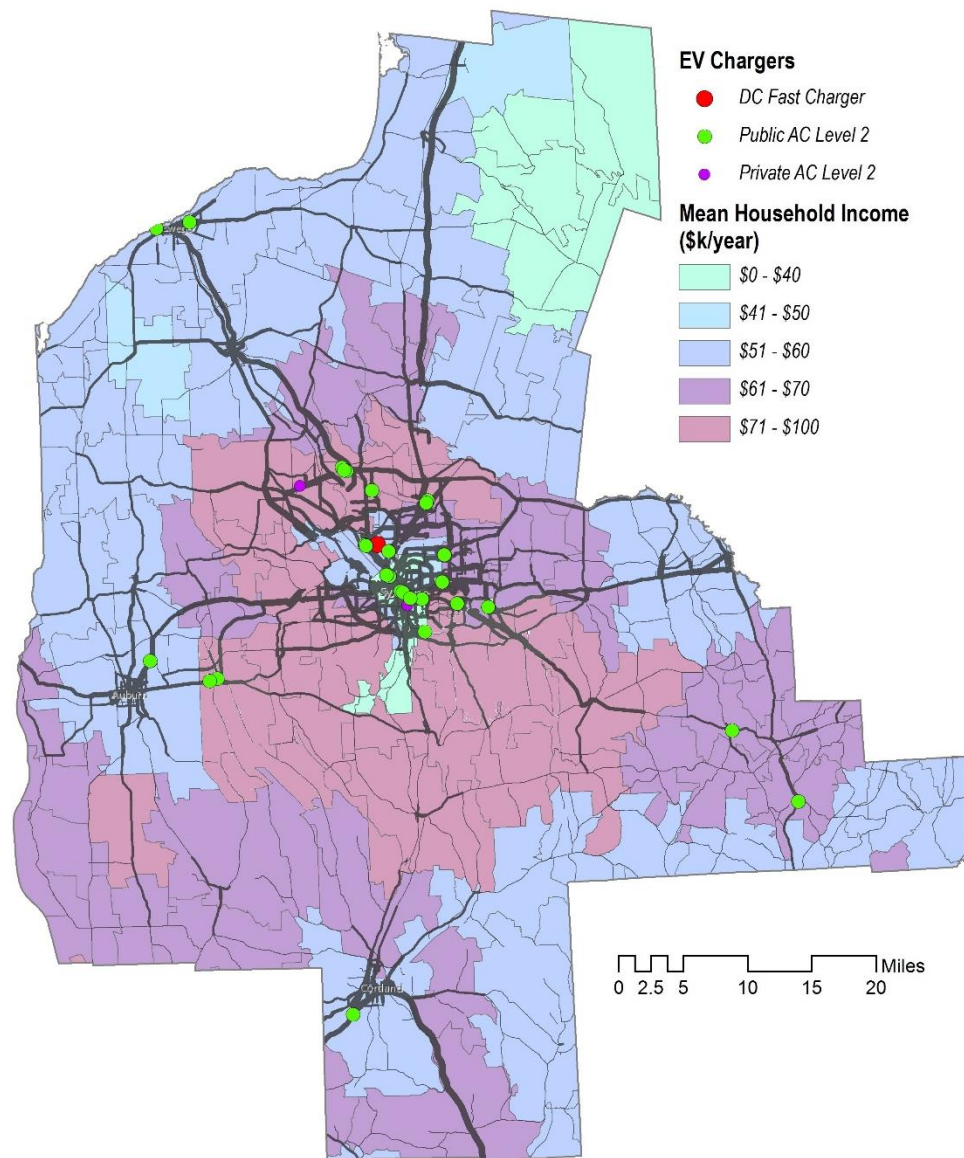 EV Chargers
DC Fast Charger
Public AC Level 2
Private AC Level 2
Mean Household Income
($k/year)
$0 - $40
$41 - $50
$51 - $60
$61 - $70
$71 - $100
Auburn
Cortland
Miles
0 2.5 5 10 15 20